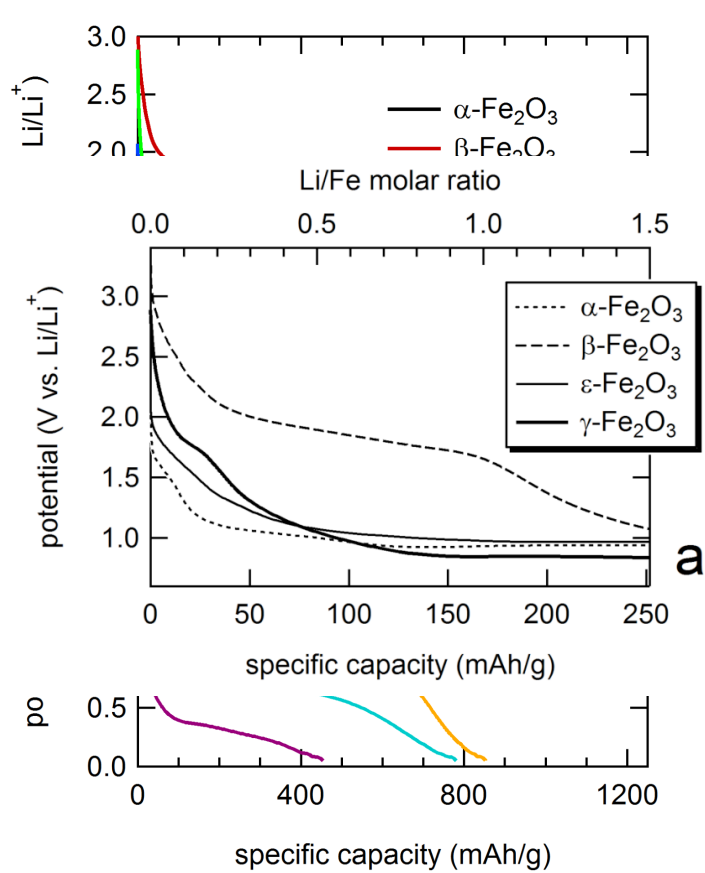 3.0
2.5
2.0
Li/Li⁺
α-Fe₂O₃
β-Fe₂O₃
Li/Fe molar ratio
0.0 0.5 1.0 1.5
3.0
2.5
2.0
1.5
1.0
potential (V vs. Li/Li⁺)
α-Fe₂O₃
β-Fe₂O₃
ε-Fe₂O₃
γ-Fe₂O₃
a
0 50 100 150 200 250
specific capacity (mAh/g)
po
0.5
0.0
0 400 800 1200
specific capacity (mAh/g)